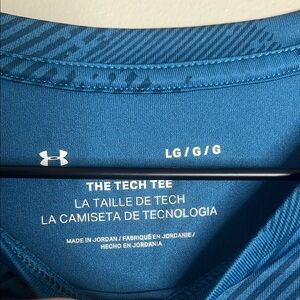 LG / G / G
THE TECH TEE
LA TAILLE DE TECH
LA CAMISETA DE TECNOLOGIA
MADE IN JORDAN / FABRIQUÉ EN JORDANIE /
HECHO EN JORDANIA